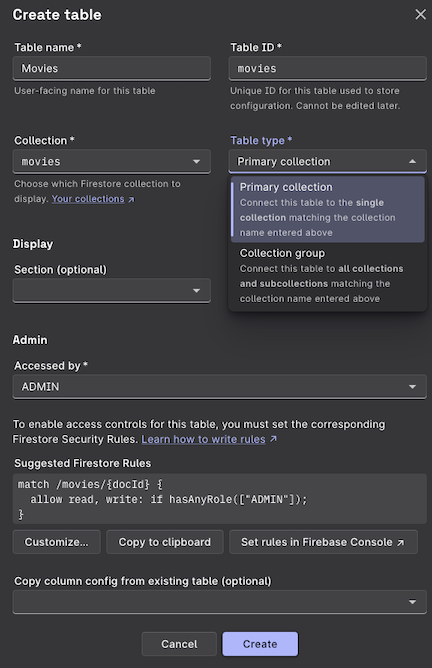 Create table
Table name *
Table ID *
Movies
movies
User-facing name for this table
Unique ID for this table used to store
configuration. Cannot be edited later.
Collection *
Table type *
movies
Primary collection
Choose which Firestore collection to
display. Your collections ↗
Primary collection
Connect this table to the single
collection matching the collection
name entered above
Collection group
Connect this table to all collections
and subcollections matching the
collection name entered above
Display
Section (optional)
Admin
Accessed by *
ADMIN
To enable access controls for this table, you must set the corresponding
Firestore Security Rules. Learn how to write rules ↗
Suggested Firestore Rules
match /movies/{docId} {
  allow read, write: if hasAnyRole(["ADMIN"]);
}
Customize…
Copy to clipboard
Set rules in Firebase Console ↗
Copy column config from existing table (optional)
Cancel
Create